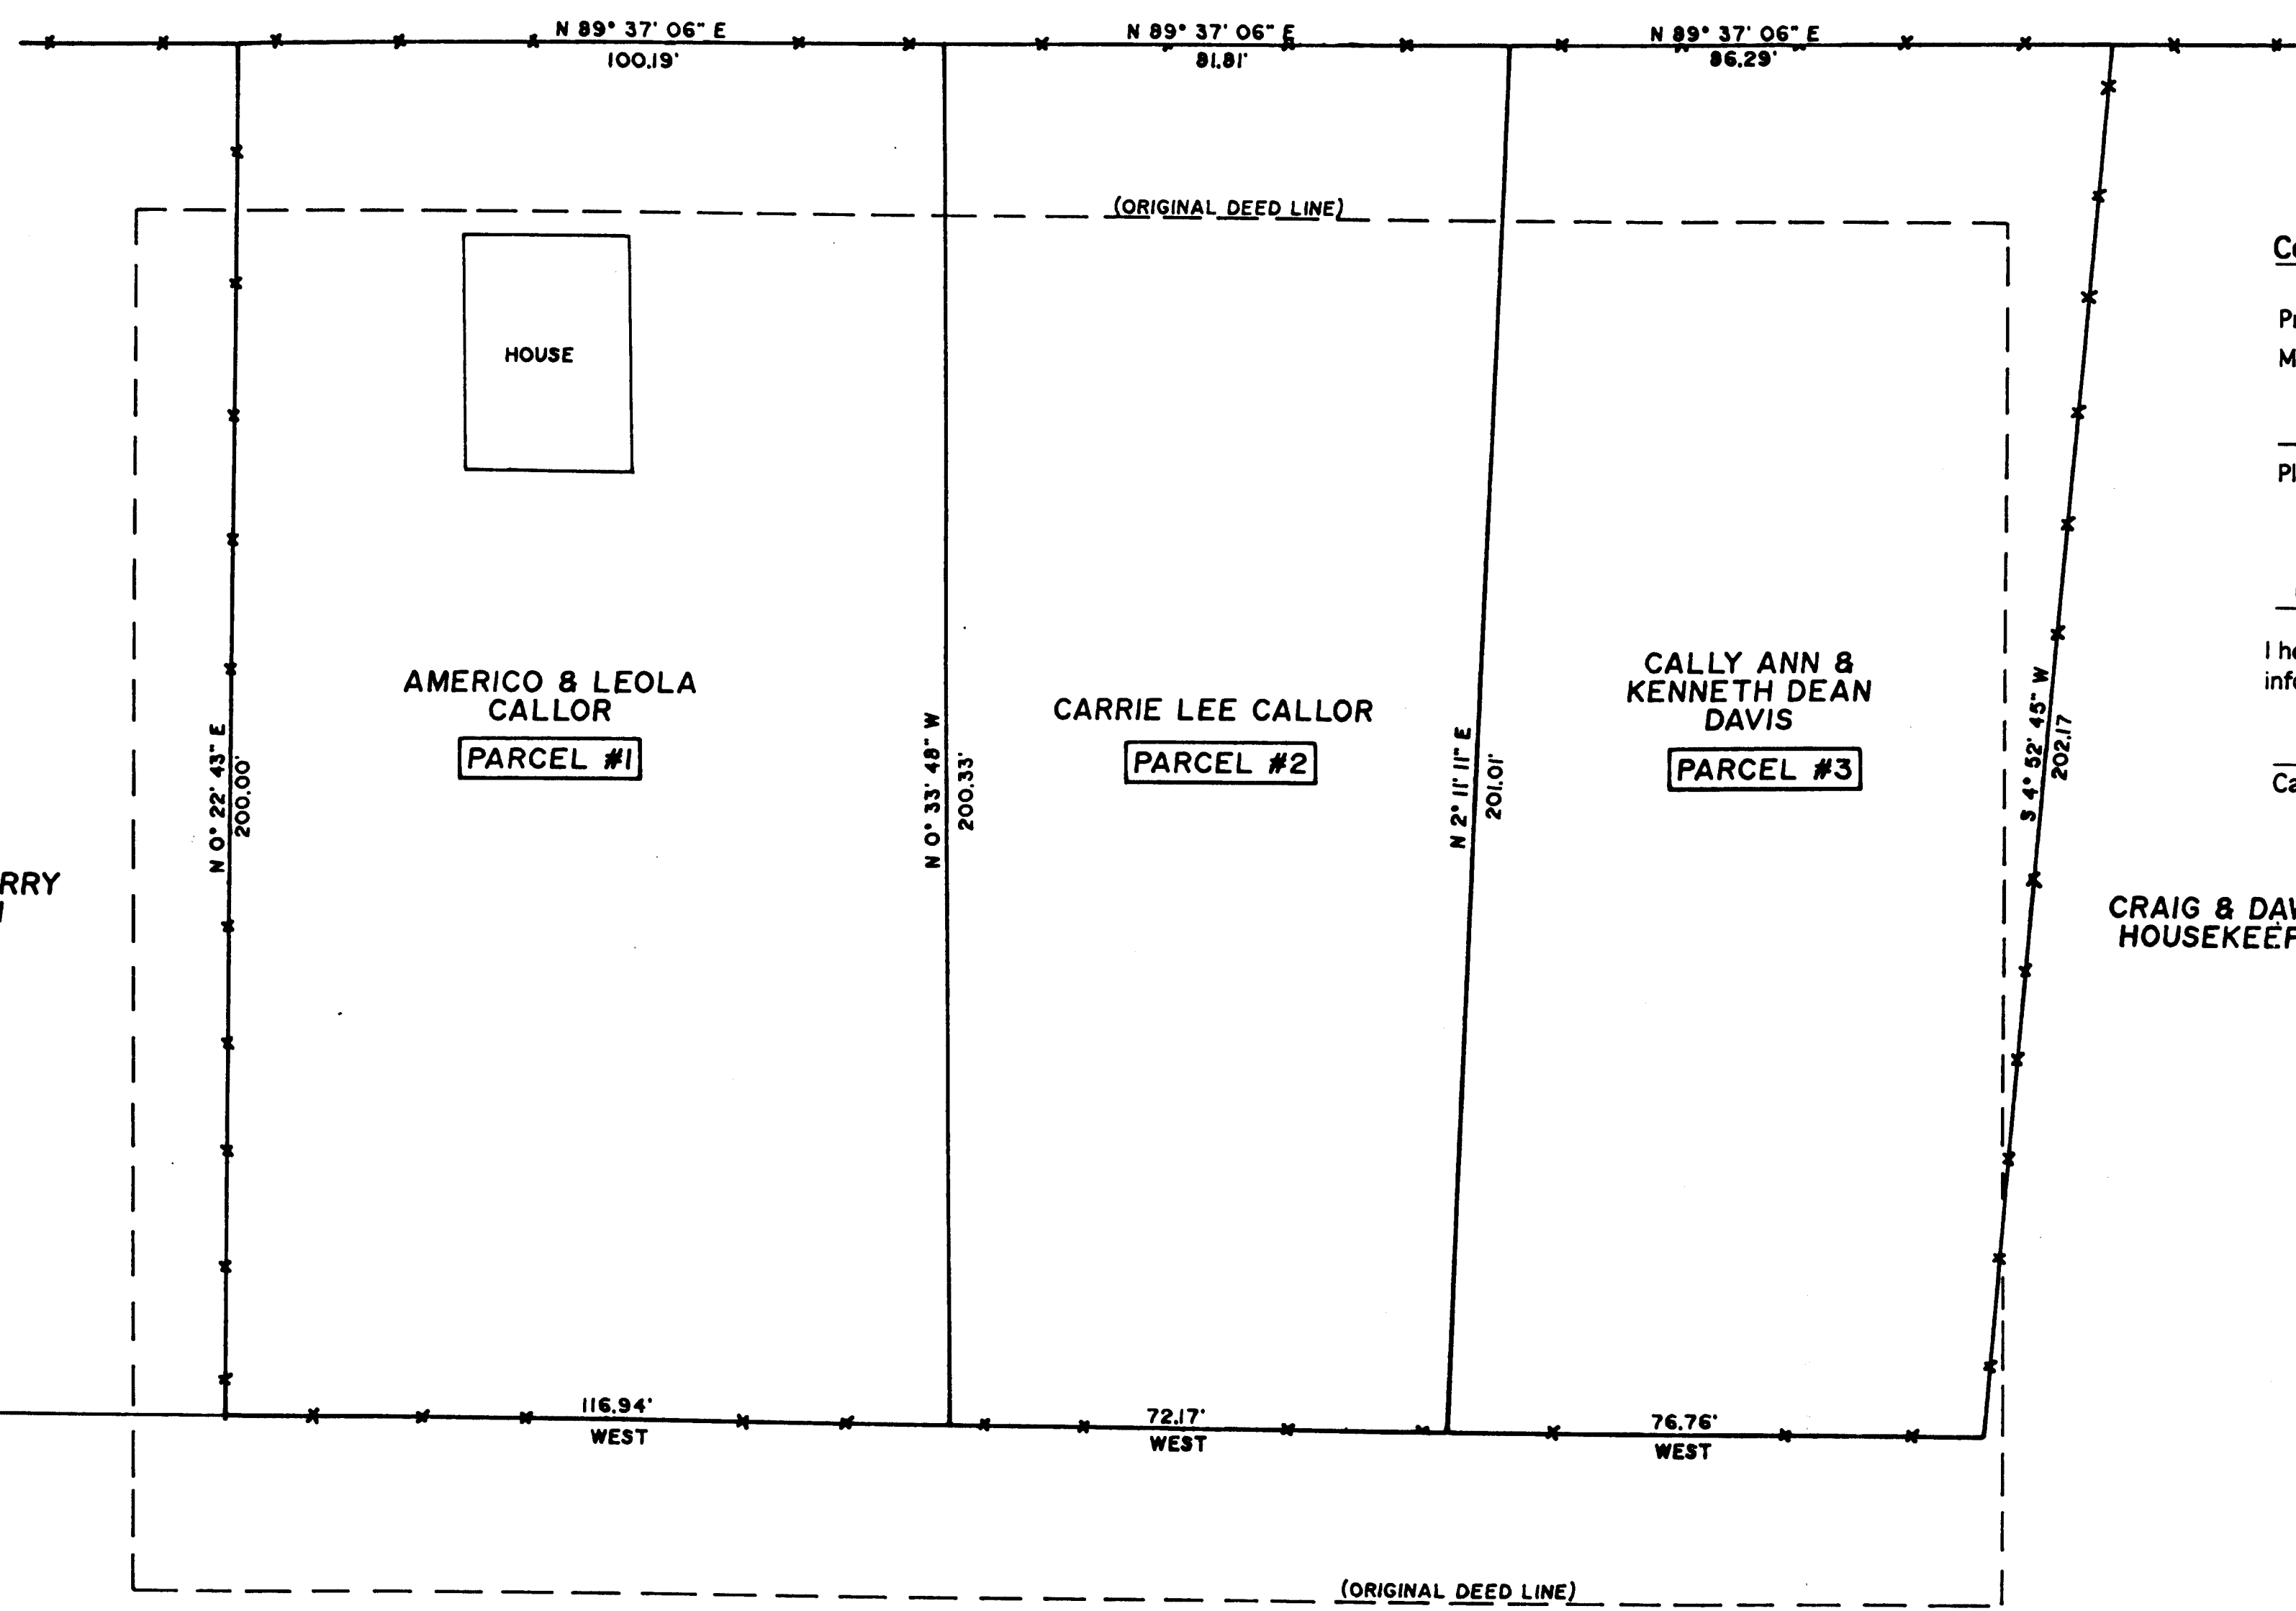 N 89° 37' 06" E
100.19'
N 89° 37' 06" E
81.81'
N 89° 37' 06" E
86.29'
(ORIGINAL DEED LINE)
HOUSE
AMERICO & LEOLA
CALLOR
PARCEL #1
CARRIE LEE CALLOR
PARCEL #2
CALLY ANN &
KENNETH DEAN
DAVIS
PARCEL #3
N 0° 22' 43" E
200.00'
N 0° 33' 48" W
200.33'
N 2° 11' 11" E
201.01'
S 4° 52' 45" W
202.17
RRY
CRAIG &
I
116.94'
WEST
72.17'
WEST
76.76'
WEST
(ORIGINAL DEED LINE)